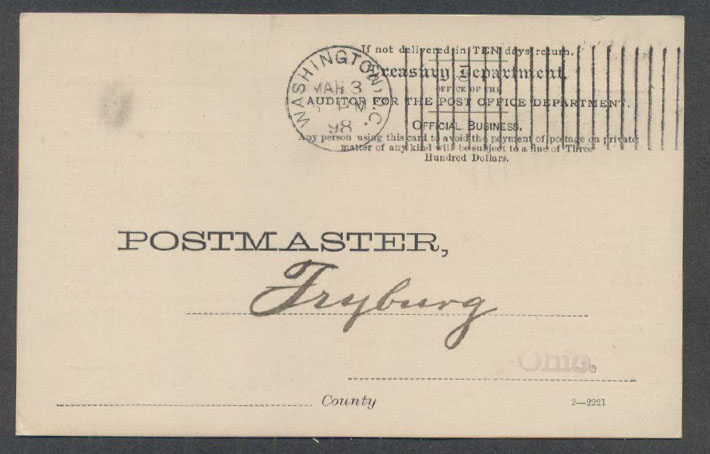 If not delivered in TEN days return.
Treasury Department,
OFFICE OF THE
AUDITOR FOR THE POST OFFICE DEPARTMENT.
OFFICIAL BUSINESS.
Any person using this card to avoid the payment of postage on private
matter of any kind will be subject to a fine of Three
Hundred Dollars.
WASHINGTON, D.C.
MAR 3
PM
98
POSTMASTER,
Fryburg
Ohio.
County
2—2221